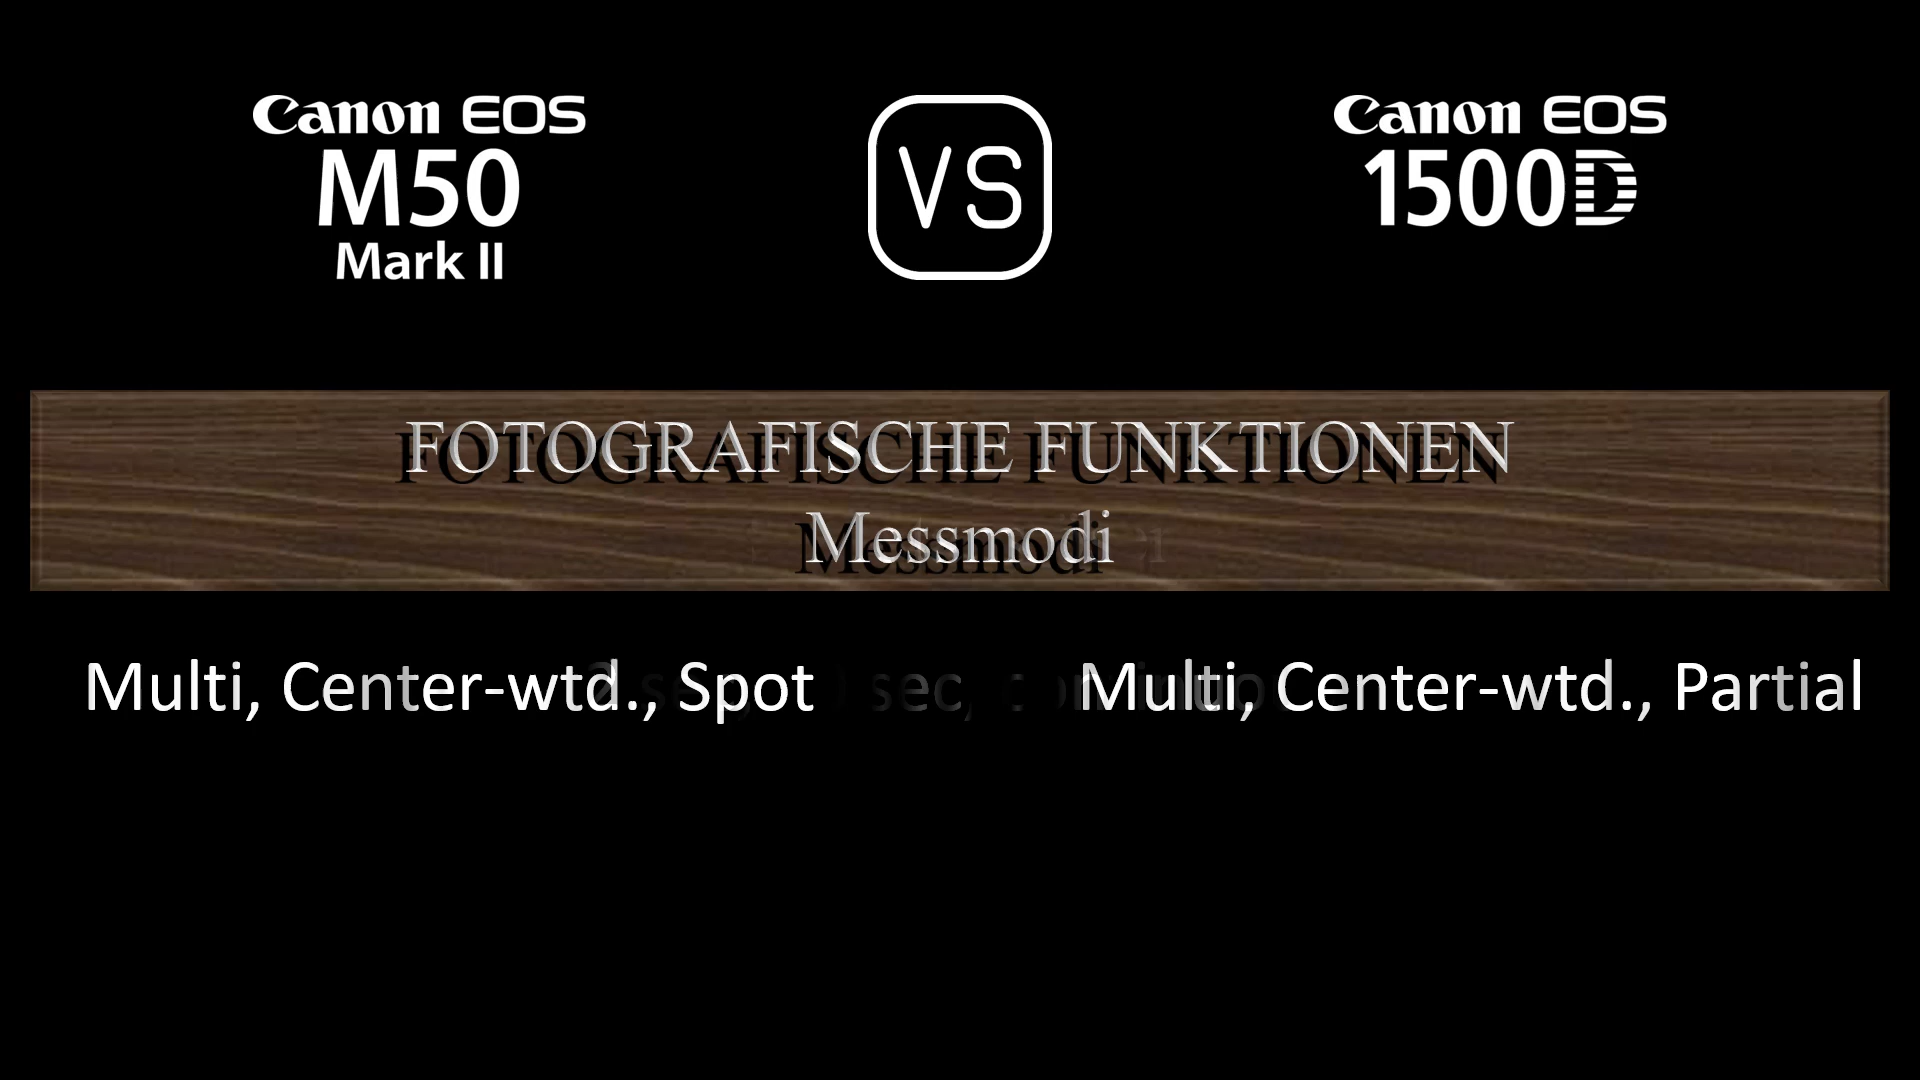 Canon EOS
M50
Mark II
VS
Canon EOS
1500D
FOTOGRAFISCHE FUNKTIONEN
Messmodi
Multi, Center-wtd., Spot
Multi, Center-wtd., Partial